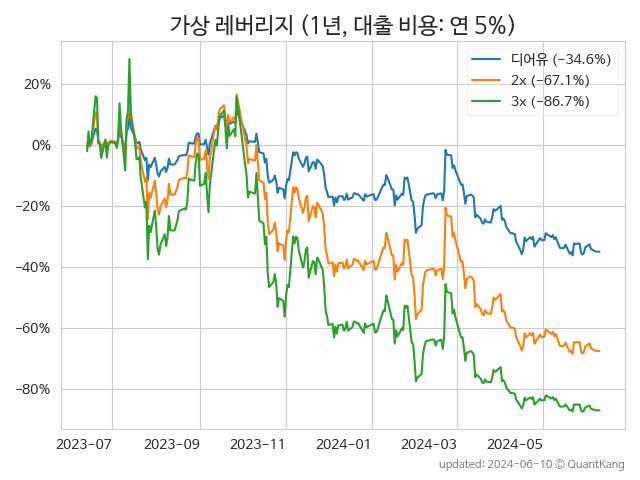 가상 레버리지 (1년, 대출 비용: 연 5%)
디어유 (−34.6%)
2x (−67.1%)
3x (−86.7%)
20%
0%
−20%
−40%
−60%
−80%
2023−07 2023−09 2023−11 2024−01 2024−03 2024−05
updated: 2024−06−10 © QuantKang